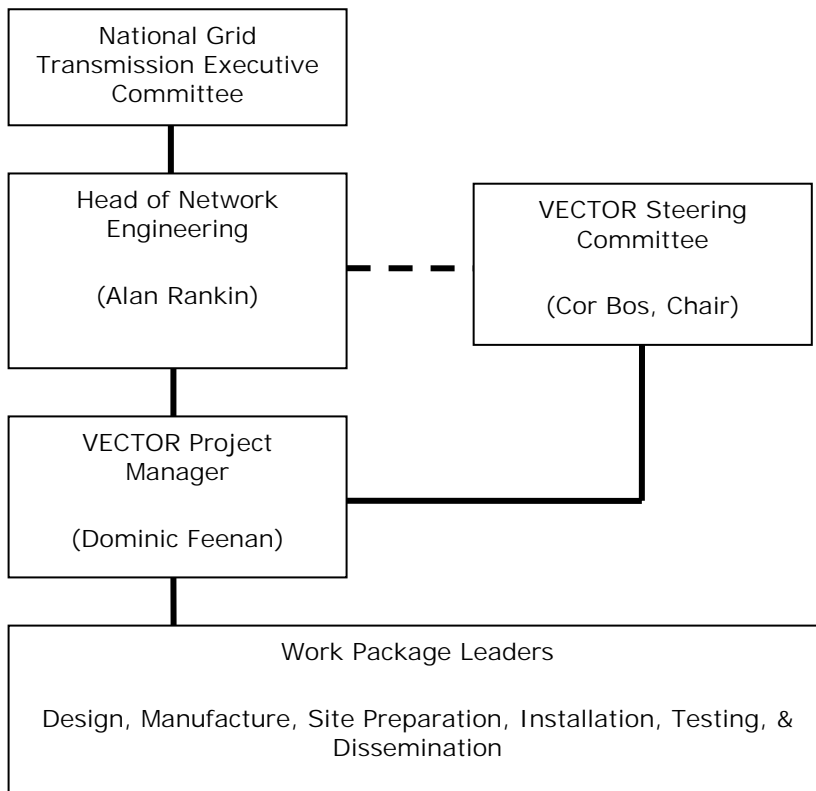 National Grid
Transmission Executive
Committee
Head of Network
Engineering
(Alan Rankin)
VECTOR Steering
Committee
(Cor Bos, Chair)
VECTOR Project
Manager
(Dominic Feenan)
Work Package Leaders
Design, Manufacture, Site Preparation, Installation, Testing, &
Dissemination